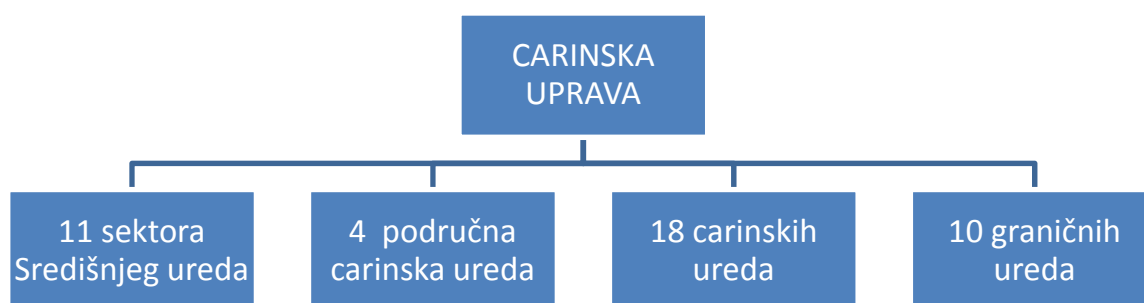 CARINSKA
UPRAVA
11 sektora
Središnjeg ureda
4 područna
carinska ureda
18 carinskih
ureda
10 graničnih
ureda